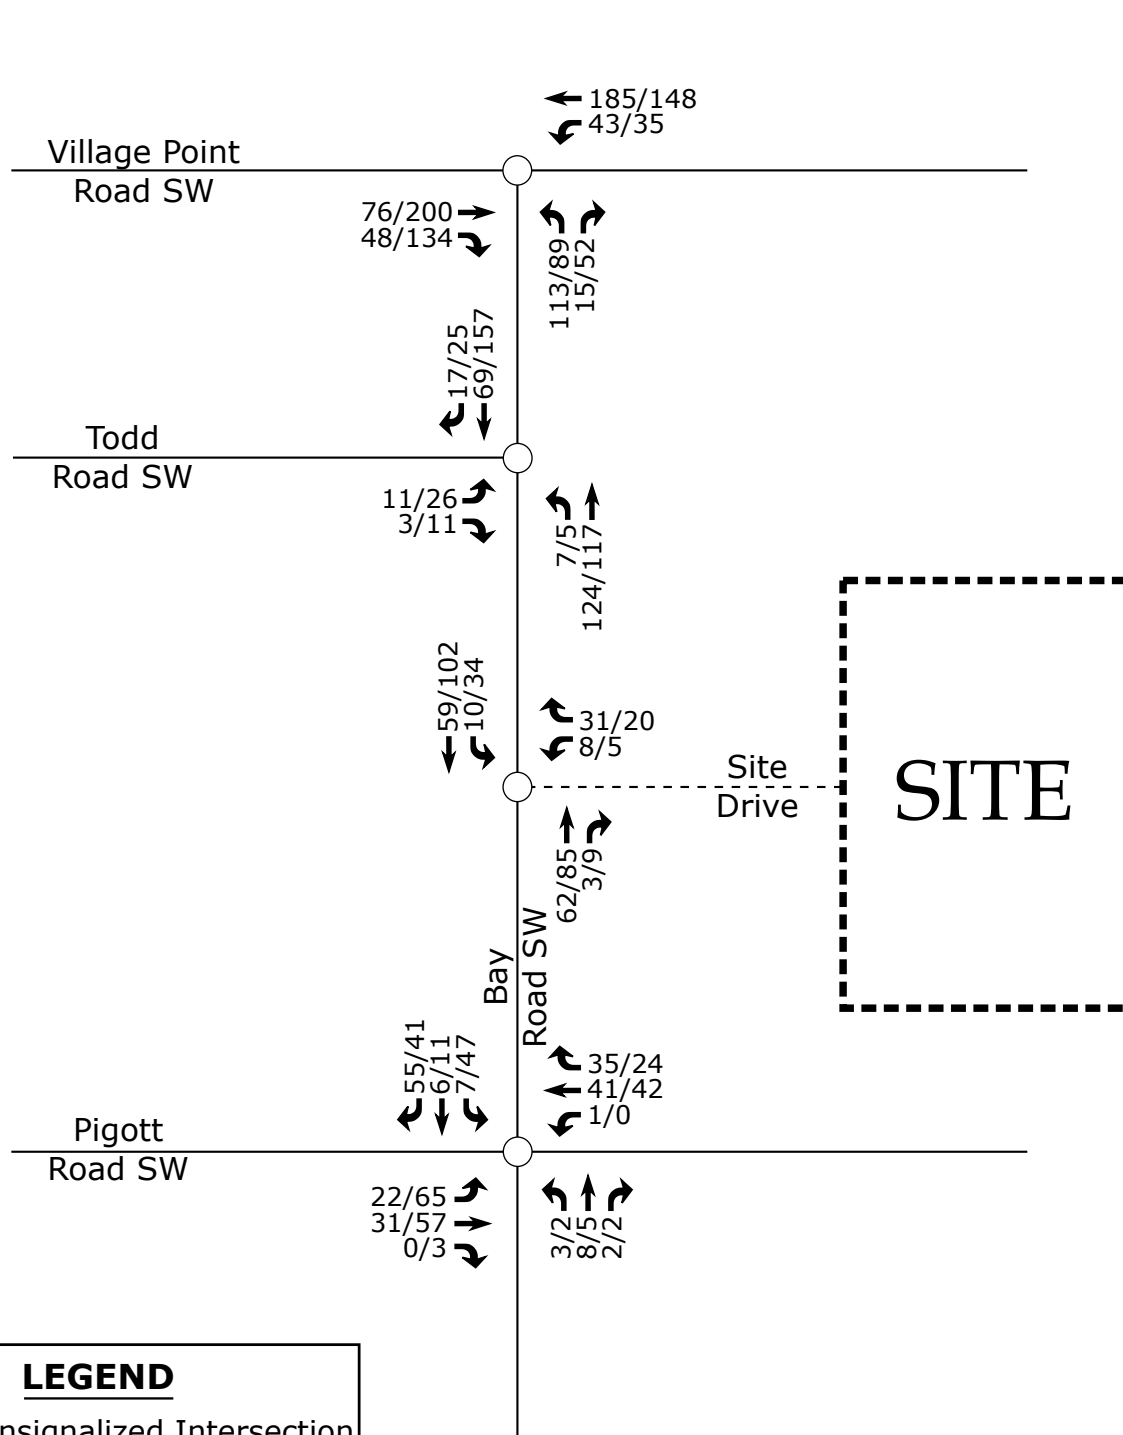 185/148
43/35
Village Point
Road SW
76/200
48/134
113/89
15/52
17/25
69/157
Todd
Road SW
11/26
3/11
7/5
124/117
59/102
10/34
31/20
8/5
Site
Drive
SITE
62/85
3/9
Bay
Road SW
55/41
6/11
7/47
35/24
41/42
1/0
Pigott
Road SW
22/65
31/57
0/3
3/2
8/5
2/2
LEGEND
nsignalized Intersection